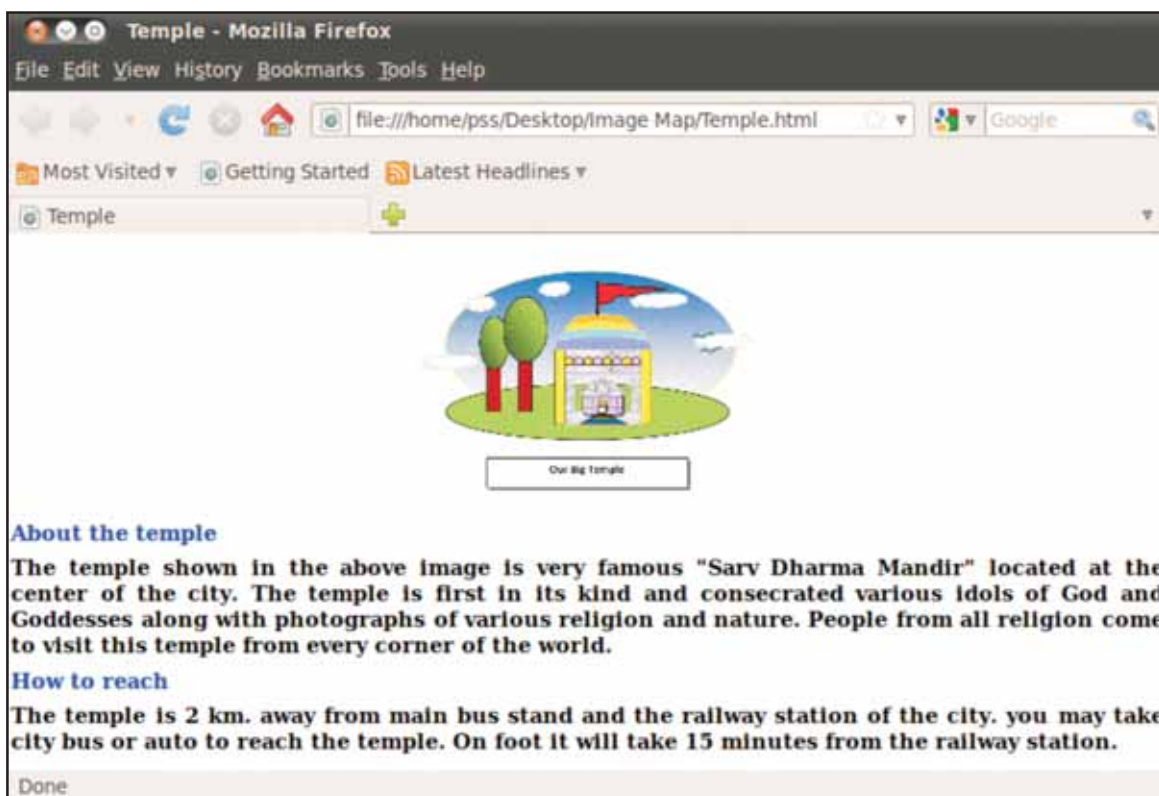 Temple - Mozilla Firefox
File Edit View History Bookmarks Tools Help
file:///home/pss/Desktop/Image Map/Temple.html Google
Most Visited Getting Started Latest Headlines
Temple
Our Big Temple
About the temple
The temple shown in the above image is very famous "Sarv Dharma Mandir" located at the
center of the city. The temple is first in its kind and consecrated various idols of God and
Goddesses along with photographs of various religion and nature. People from all religion come
to visit this temple from every corner of the world.
How to reach
The temple is 2 km. away from main bus stand and the railway station of the city. you may take
city bus or auto to reach the temple. On foot it will take 15 minutes from the railway station.
Done